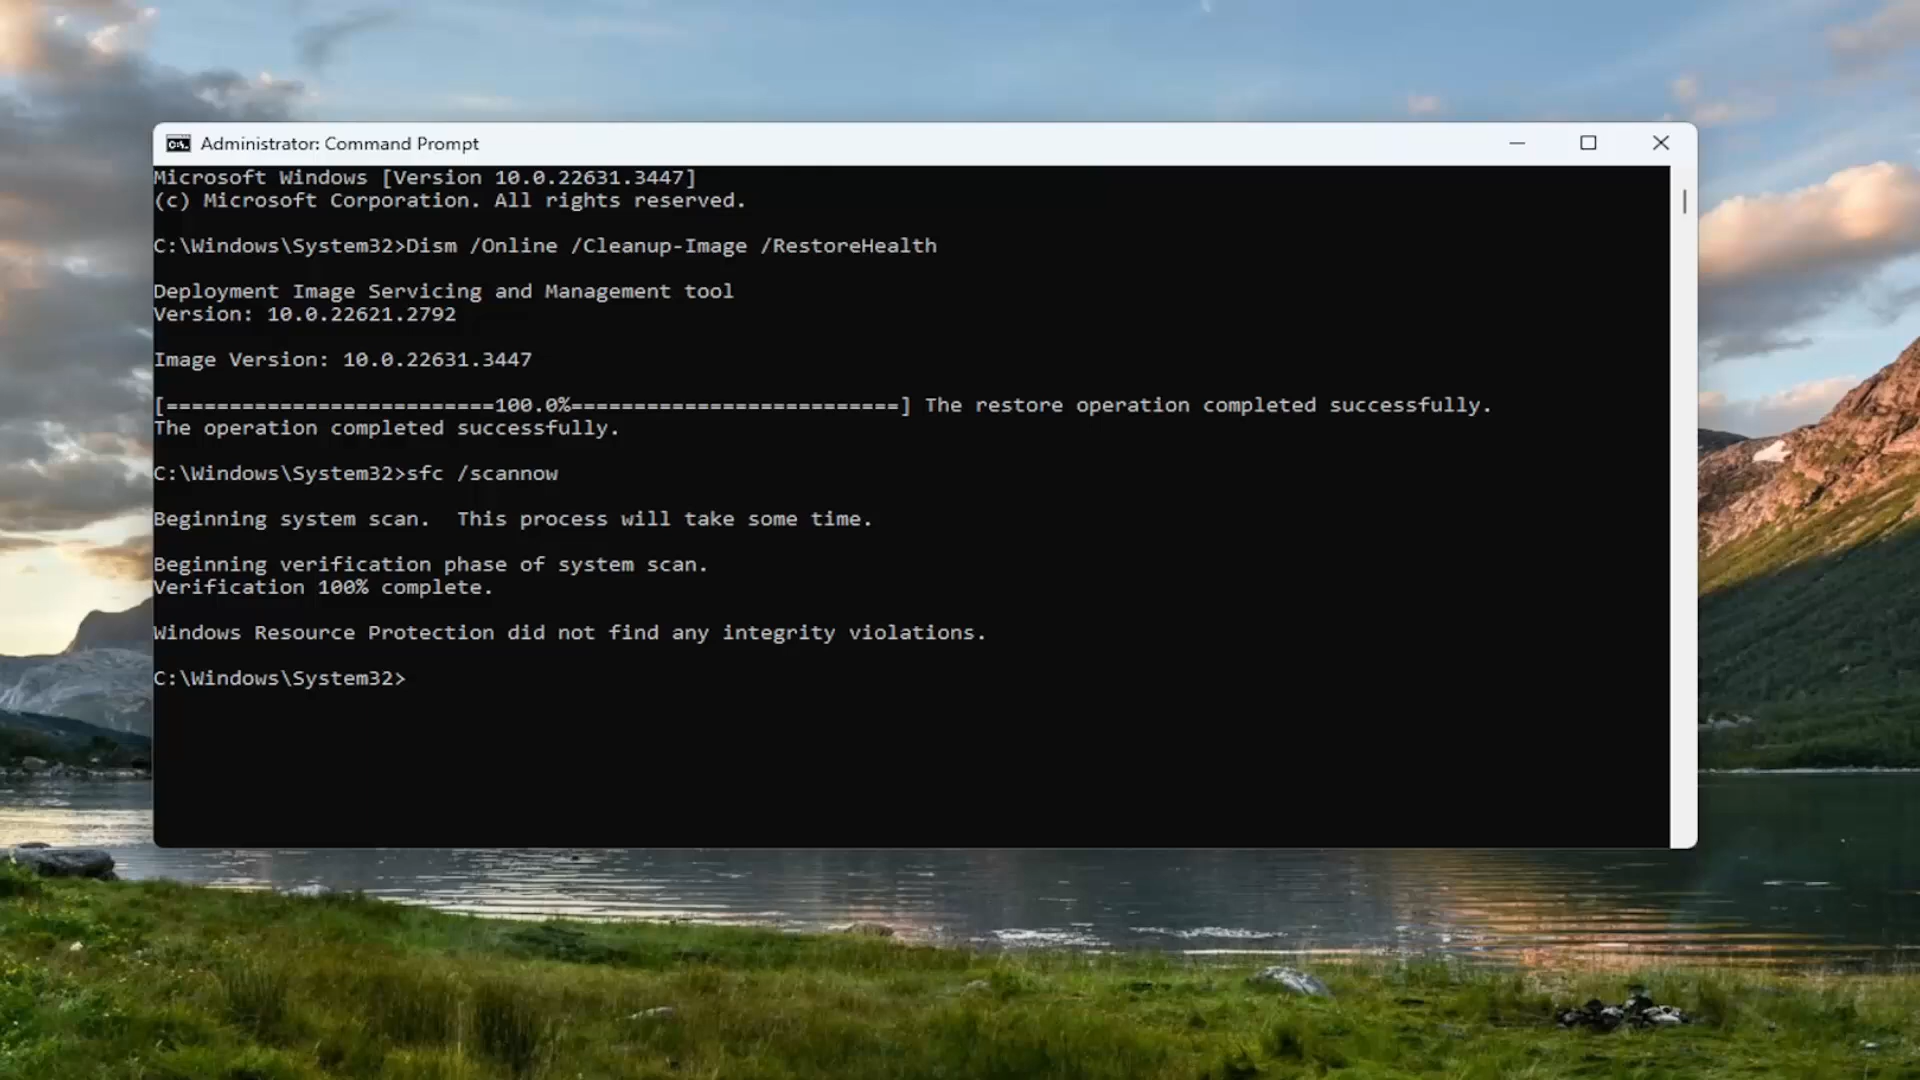 Administrator: Command Prompt
Microsoft Windows [Version 10.0.22631.3447]
(c) Microsoft Corporation. All rights reserved.
C:\Windows\System32>Dism /Online /Cleanup-Image /RestoreHealth
Deployment Image Servicing and Management tool
Version: 10.0.22621.2792
Image Version: 10.0.22631.3447
[==========================100.0%==========================] The restore operation completed successfully.
The operation completed successfully.
C:\Windows\System32>sfc /scannow
Beginning system scan.  This process will take some time.
Beginning verification phase of system scan.
Verification 100% complete.
Windows Resource Protection did not find any integrity violations.
C:\Windows\System32>